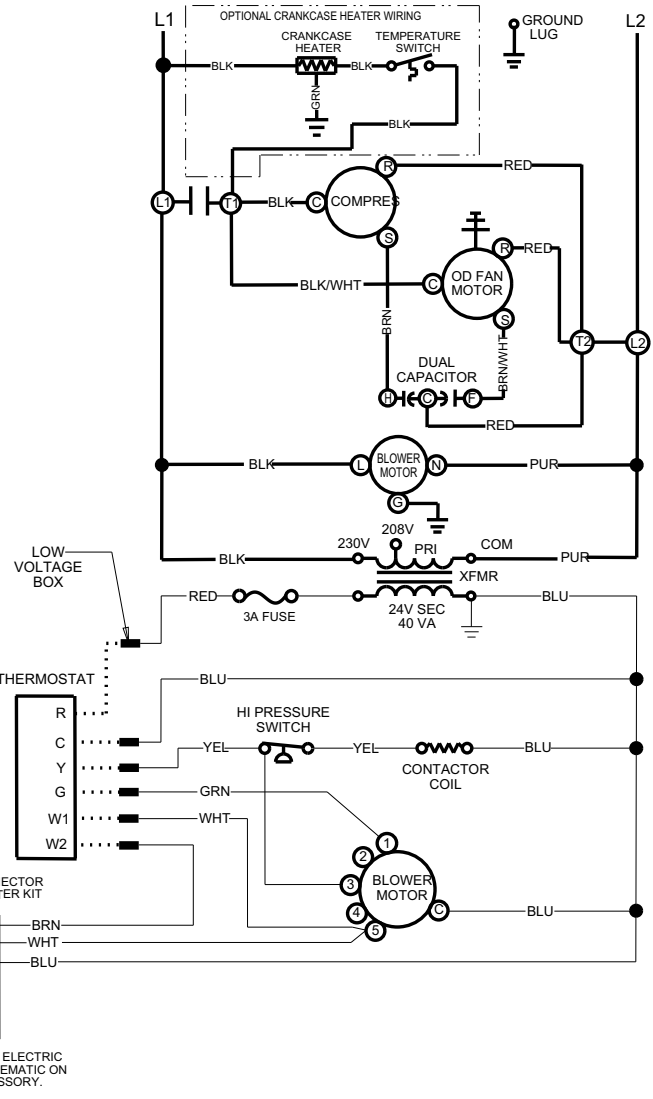 L1
OPTIONAL CRANKCASE HEATER WIRING
GROUND
LUG
L2
CRANKCASE
HEATER
TEMPERATURE
SWITCH
BLK
BLK
GRN
BLK
R
RED
L1
T1
BLK
C
COMPRES
S
R
RED
OD FAN
MOTOR
BLK/WHT
C
S
BRN
BRN/WHT
T2
L2
DUAL
CAPACITOR
H
C
F
RED
BLK
L
BLOWER
MOTOR
N
PUR
G
208V
230V
PRI
COM
BLK
PUR
XFMR
LOW
VOLTAGE
BOX
RED
3A FUSE
24V SEC
40 VA
BLU
THERMOSTAT
BLU
R
HI PRESSURE
SWITCH
C
Y
YEL
YEL
BLU
CONTACTOR
COIL
G
GRN
W1
WHT
W2
1
2
3
BLOWER
MOTOR
4
5
C
BLU
ECTOR
TER KIT
BRN
WHT
BLU
ELECTRIC
EMATIC ON
SSORY.